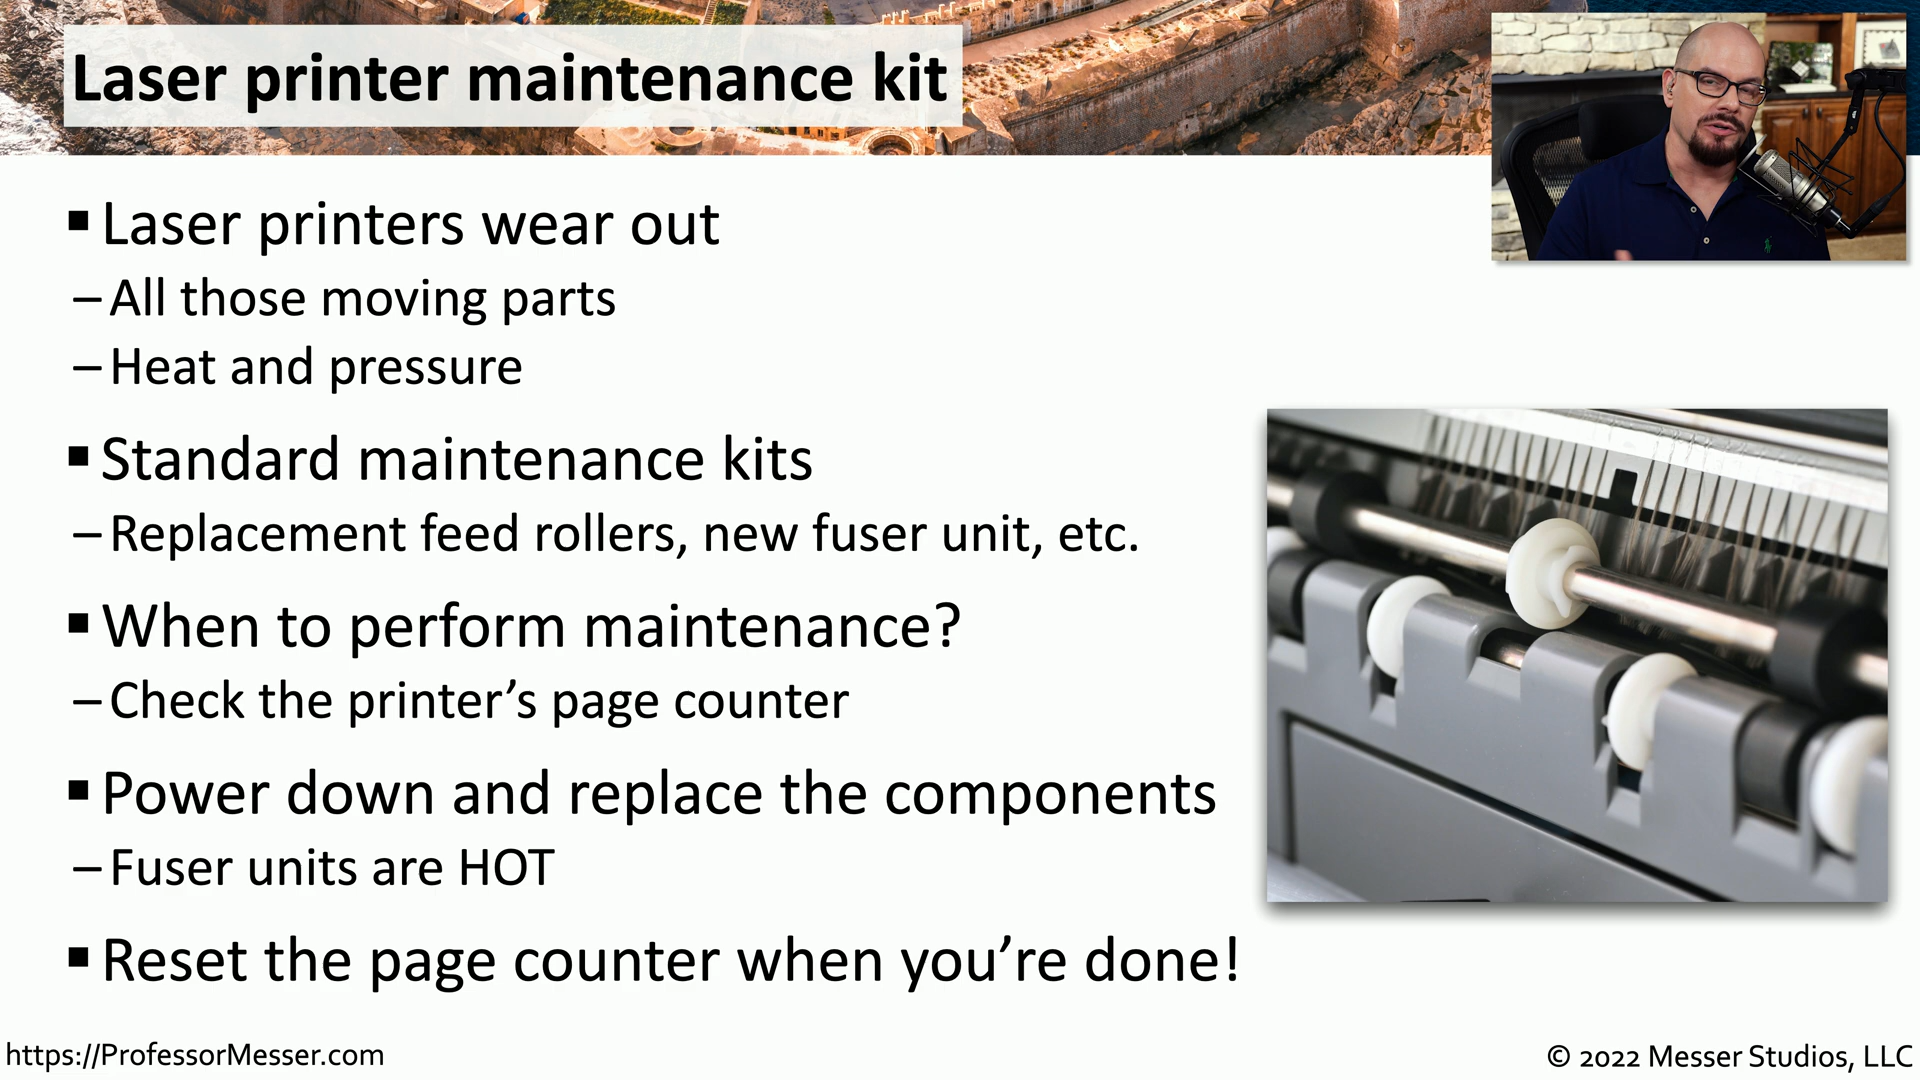 Laser printer maintenance kit
▪ Laser printers wear out
– All those moving parts
– Heat and pressure
▪ Standard maintenance kits
– Replacement feed rollers, new fuser unit, etc.
▪ When to perform maintenance?
– Check the printer’s page counter
▪ Power down and replace the components
– Fuser units are HOT
▪ Reset the page counter when you’re done!
https://ProfessorMesser.com
© 2022 Messer Studios, LLC